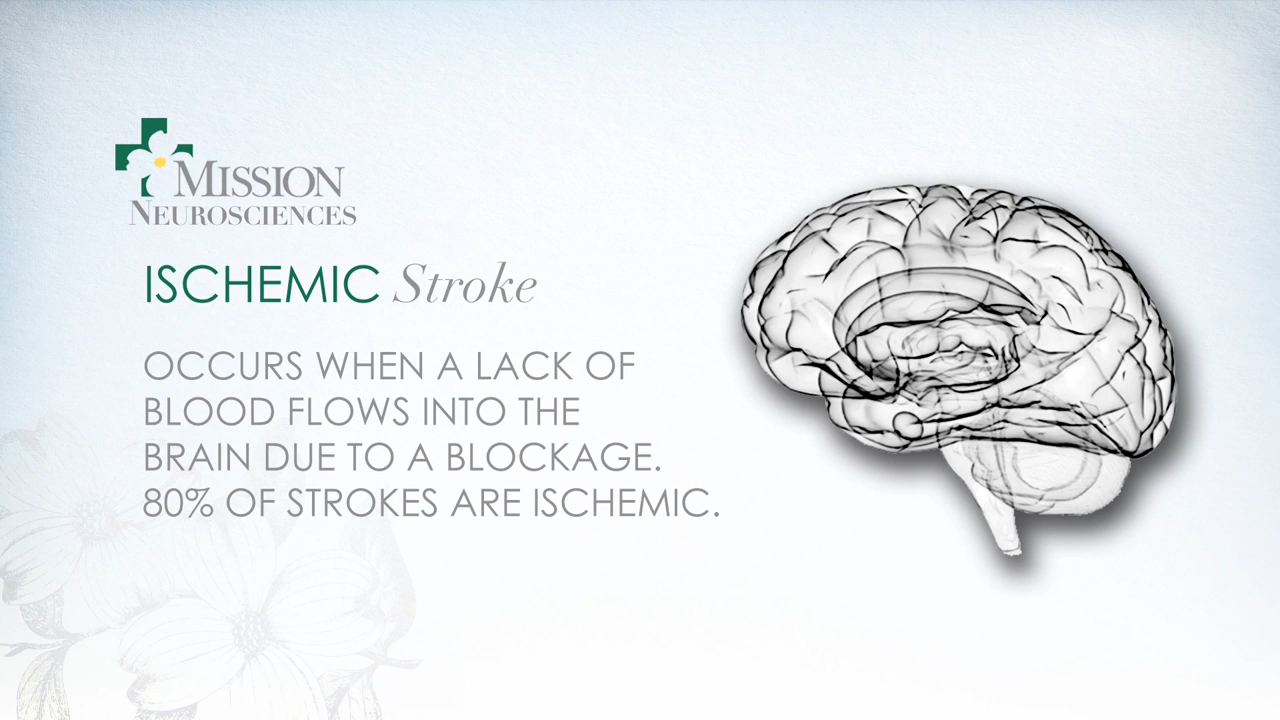 MISSION
NEUROSCIENCES
ISCHEMIC Stroke
OCCURS WHEN A LACK OF
BLOOD FLOWS INTO THE
BRAIN DUE TO A BLOCKAGE.
80% OF STROKES ARE ISCHEMIC.